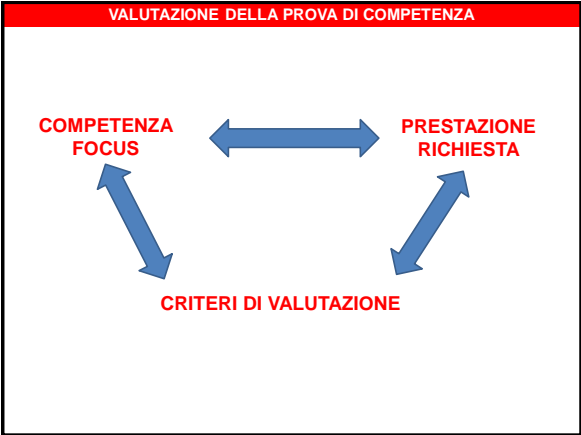 VALUTAZIONE DELLA PROVA DI COMPETENZA
COMPETENZA
FOCUS
PRESTAZIONE
RICHIESTA
CRITERI DI VALUTAZIONE